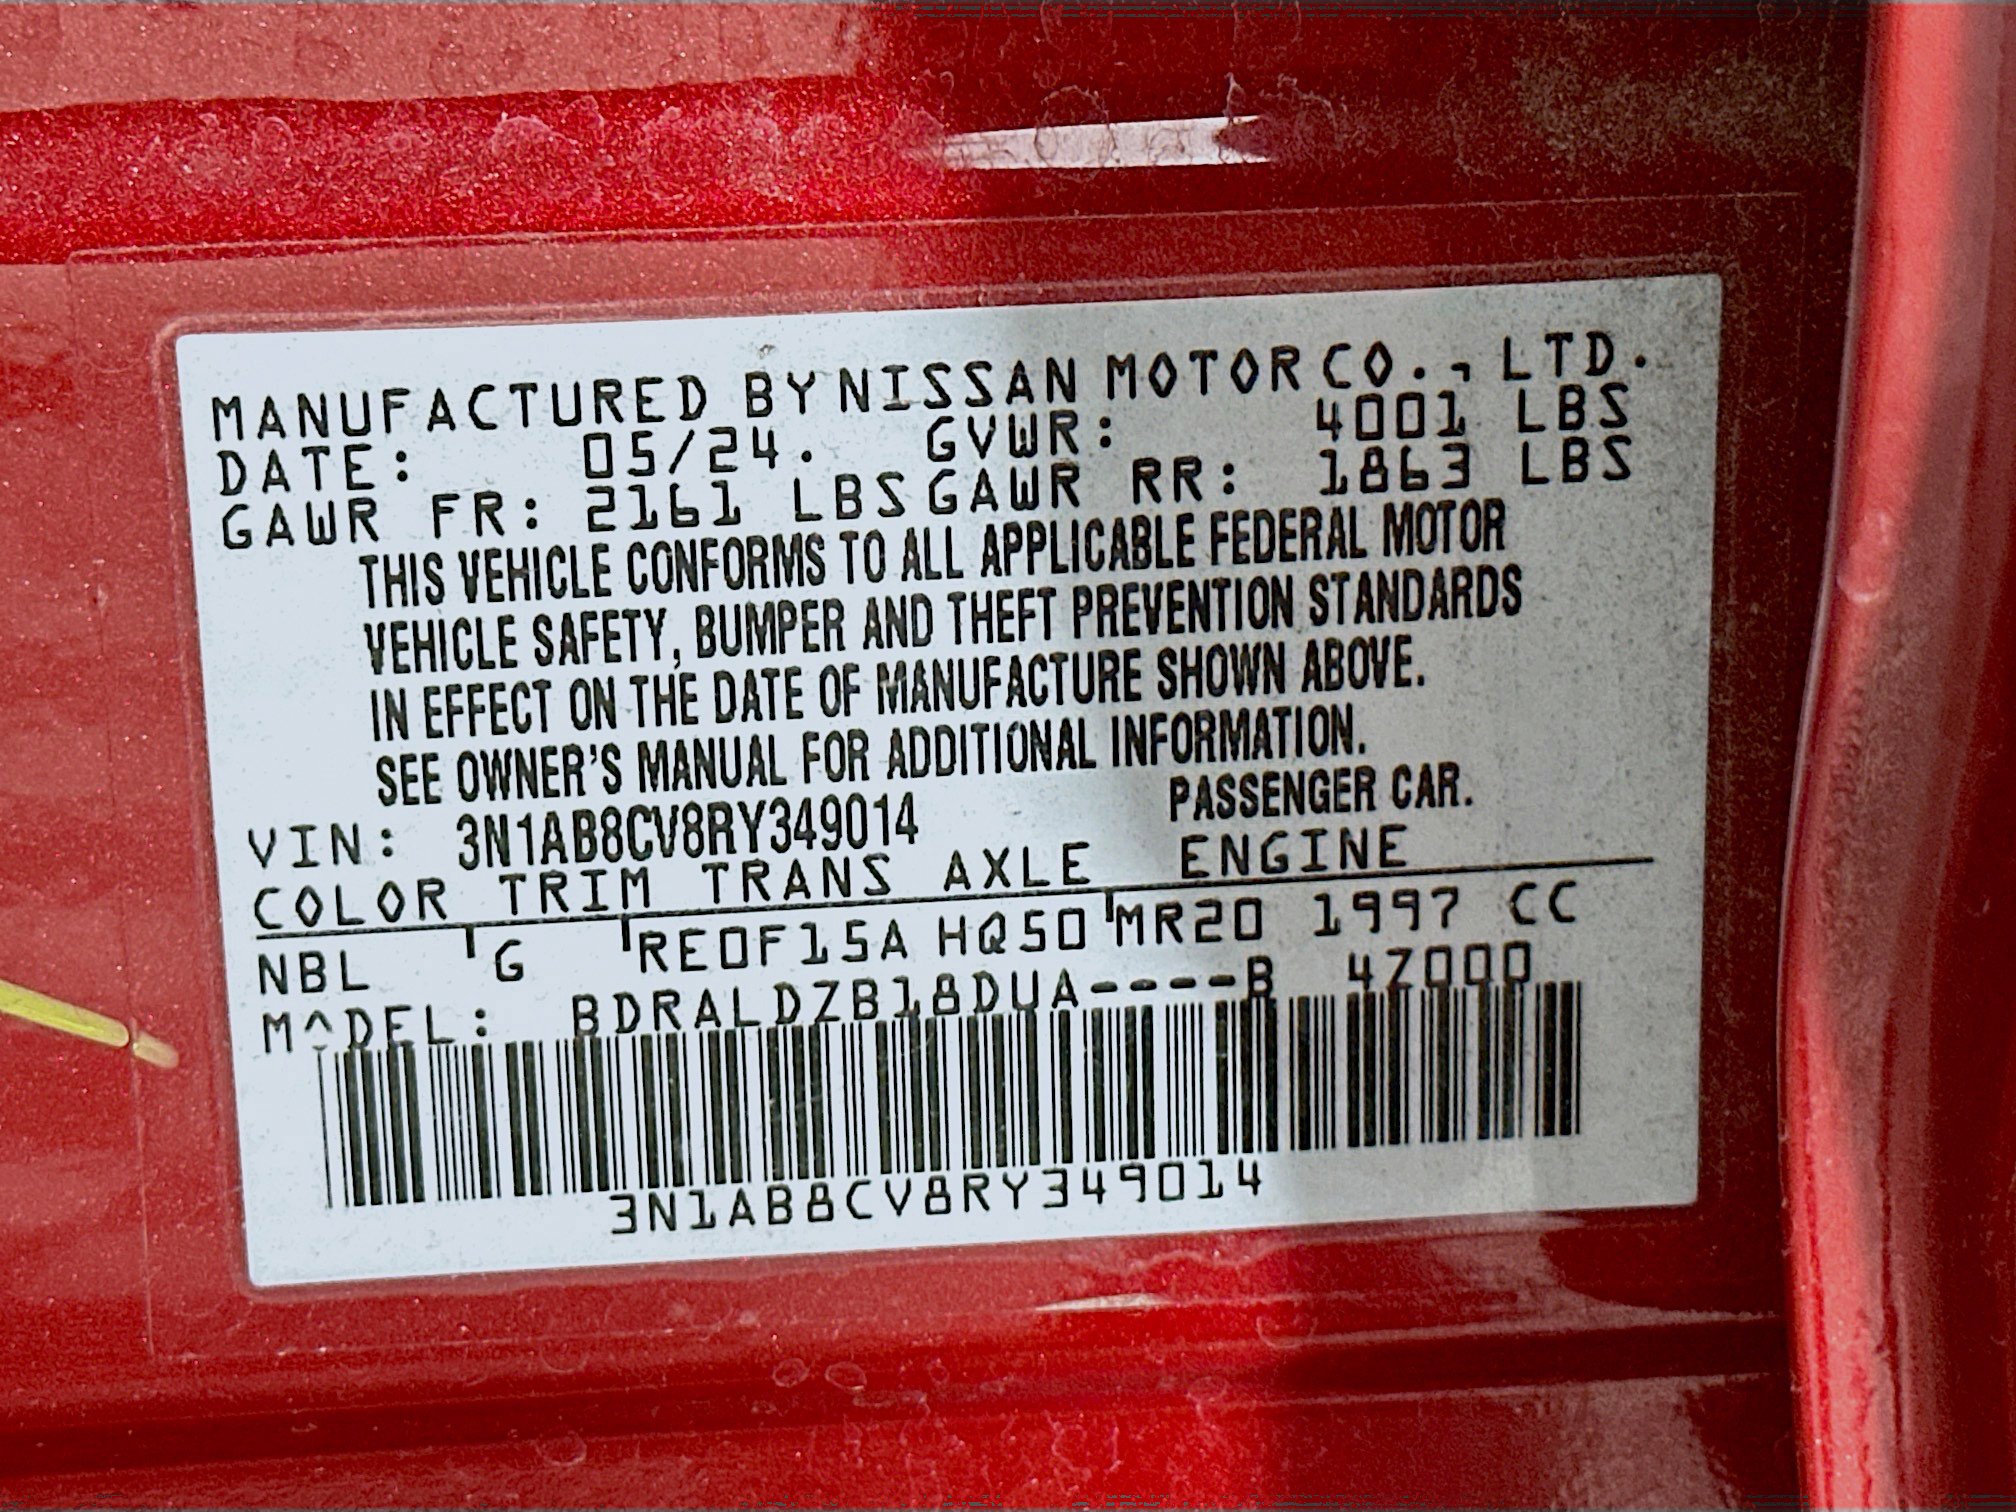 MANUFACTURED BY NISSAN MOTOR CO., LTD.
DATE: 05/24. GVWR: 4001 LBS
GAWR FR: 2161 LBS GAWR RR: 1863 LBS
THIS VEHICLE CONFORMS TO ALL APPLICABLE FEDERAL MOTOR
VEHICLE SAFETY, BUMPER AND THEFT PREVENTION STANDARDS
IN EFFECT ON THE DATE OF MANUFACTURE SHOWN ABOVE.
SEE OWNER'S MANUAL FOR ADDITIONAL INFORMATION.
VIN: 3N1AB8CV8RY349014 PASSENGER CAR.
COLOR TRIM TRANS AXLE ENGINE
NBL G RE0F15A HQ50 MR20 1997 CC
MODEL: BDRALDZB18DUA----B 4Z000
3N1AB8CV8RY349014